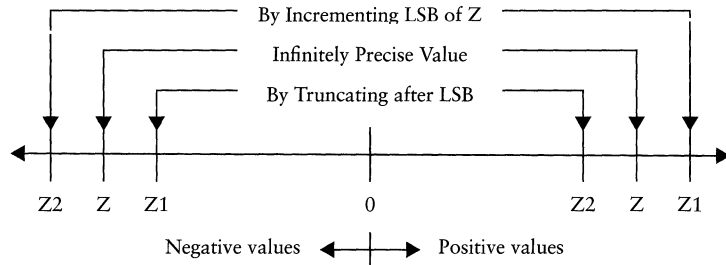 By Incrementing LSB of Z
Infinitely Precise Value
By Truncating after LSB
Z2 Z Z1 0 Z2 Z Z1
Negative values Positive values